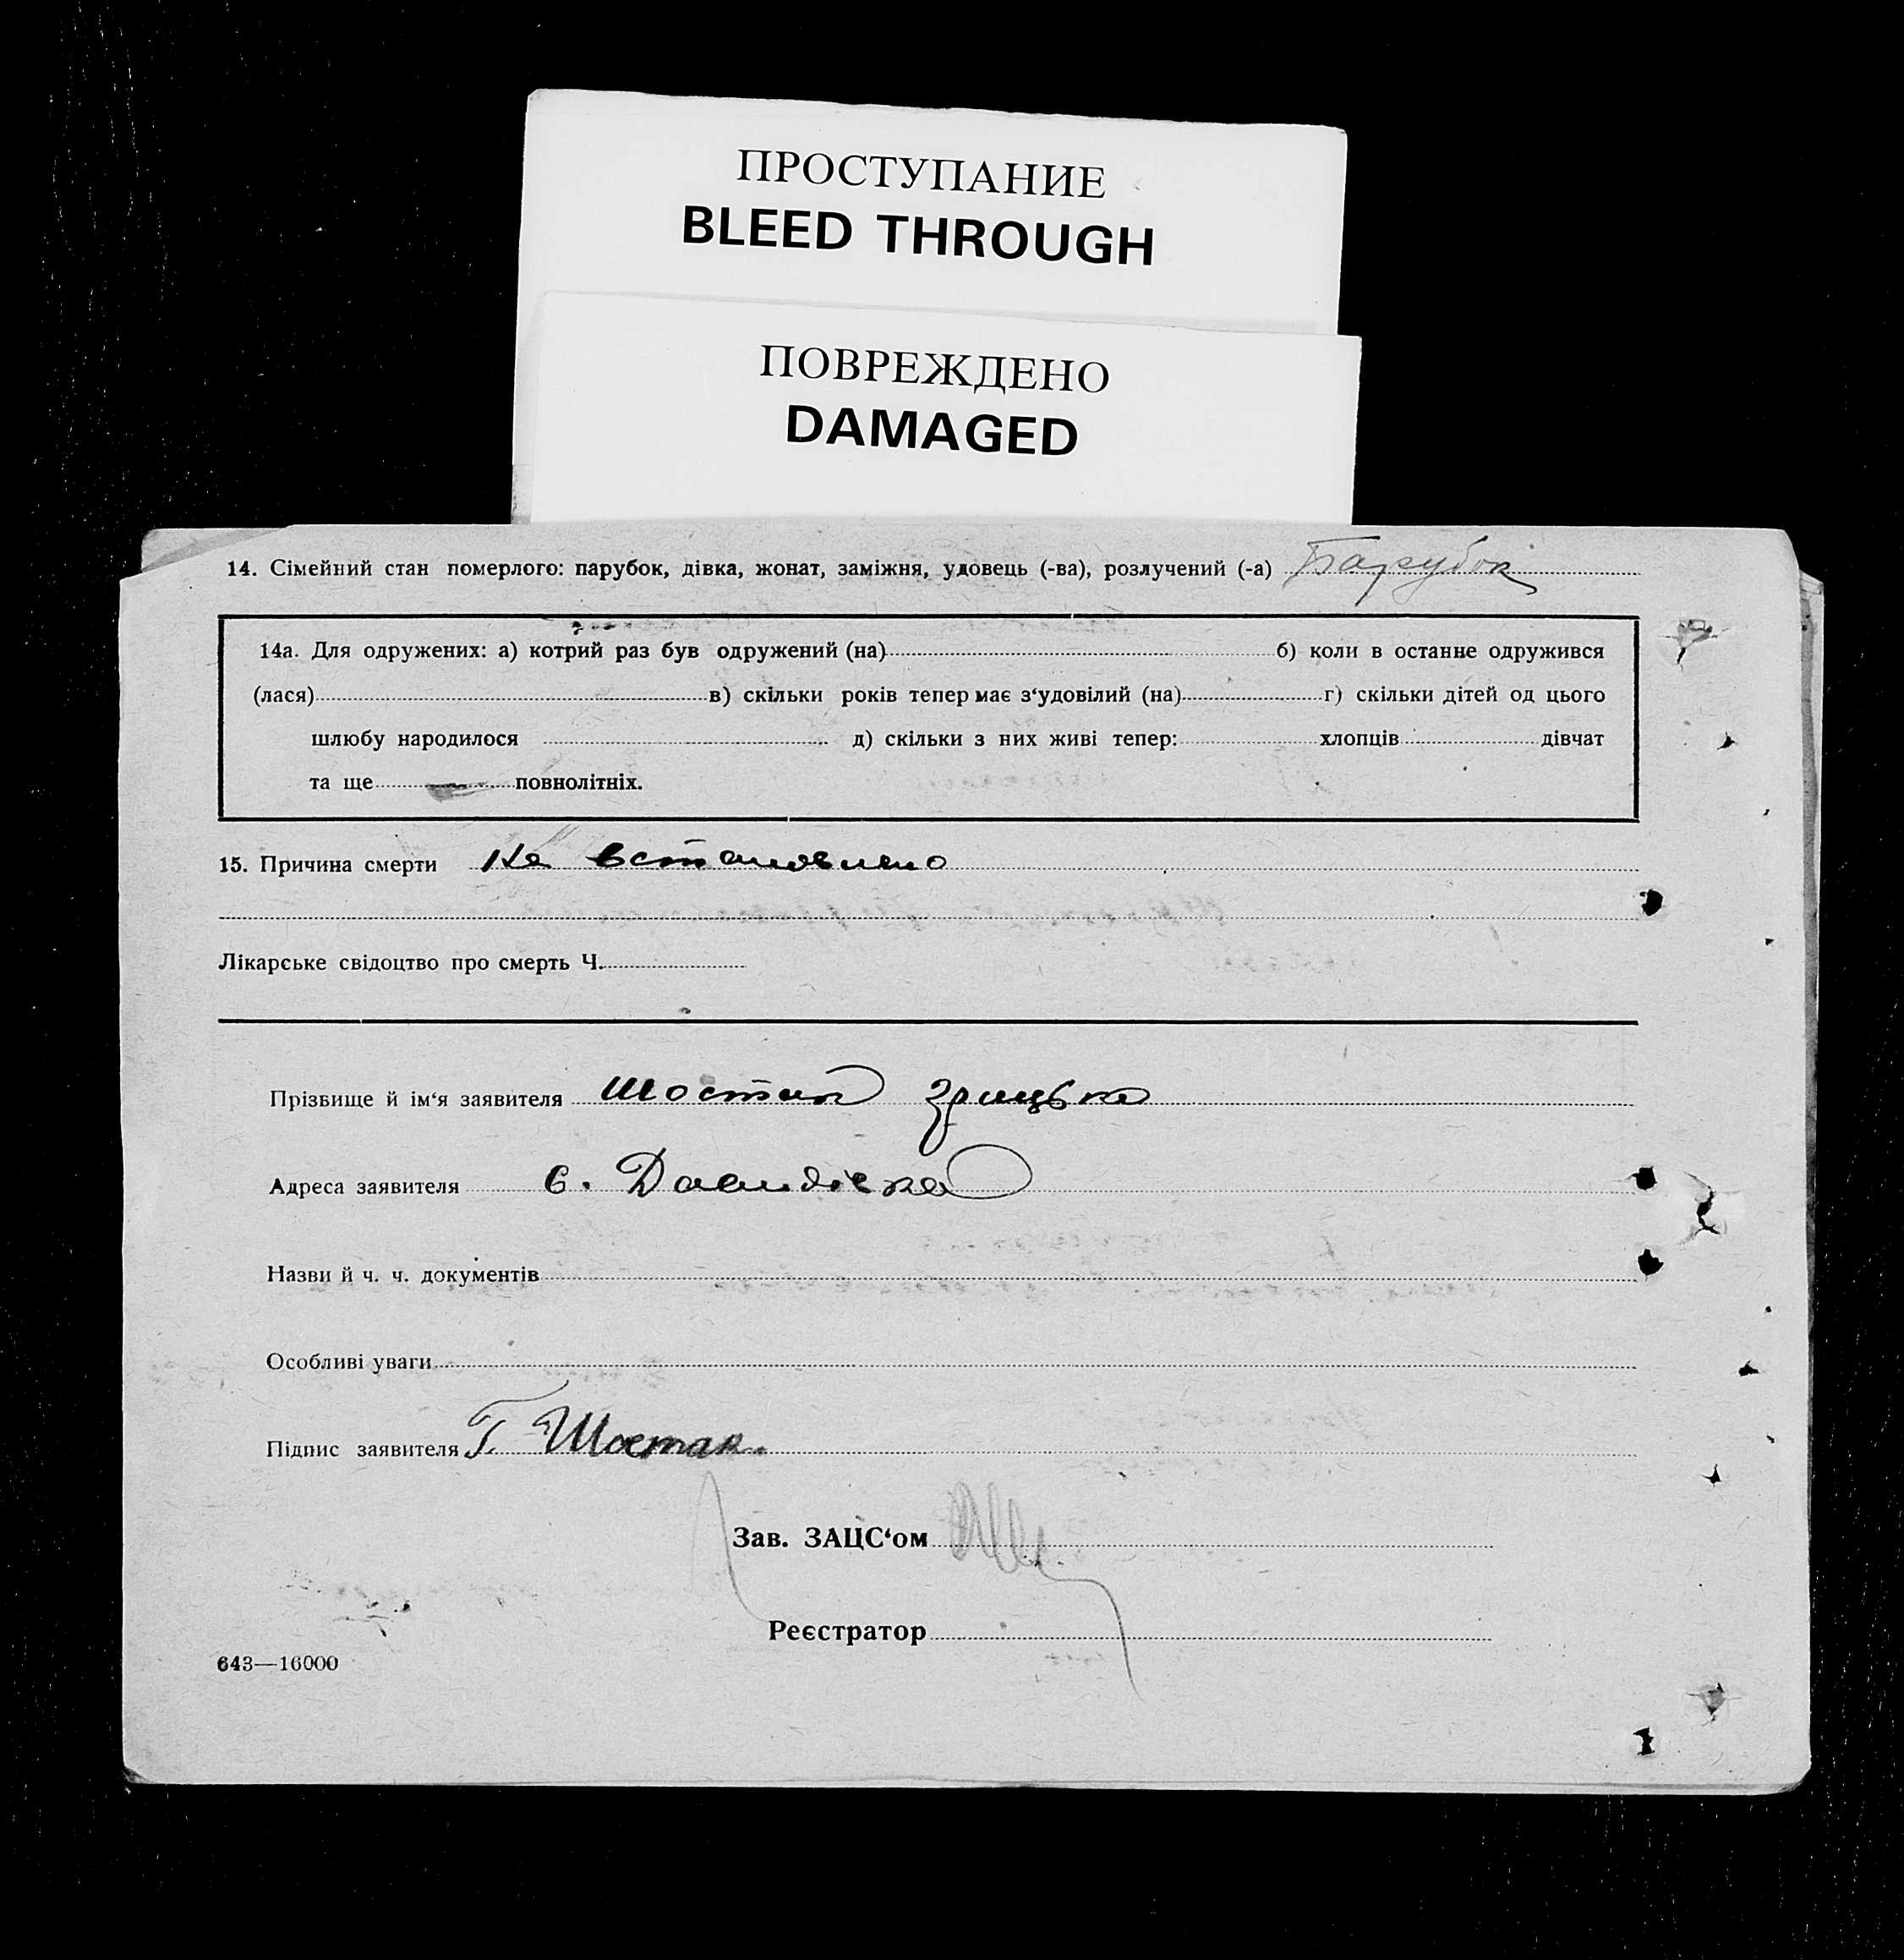 ПРОСТУПАНИЕ
BLEED THROUGH
ПОВРЕЖДЕНО
DAMAGED
14. Сімейний стан померлого: парубок, дівка, жонат, заміжня, удовець (-ва), розлучений (-а) Парубок
14а. Для одружених: а) котрий раз був одружений (на) б) коли в останнє одружився
(лася) в) скільки років тепер має з‘удовілий (на) г) скільки дітей од цього
шлюбу народилося д) скільки з них живі тепер: хлопців дівчат
та ще повнолітніх.
15. Причина смерти Не встановлено
Лікарське свідоцтво про смерть Ч.
Прізвище й ім‘я заявителя Шостак Грицько
Адреса заявителя с. Давидівка
Назви й ч. ч. документів
Особливі уваги
Підпис заявителя Г. Шостак
Зав. ЗАЦС‘ом
Реєстратор
643—16000